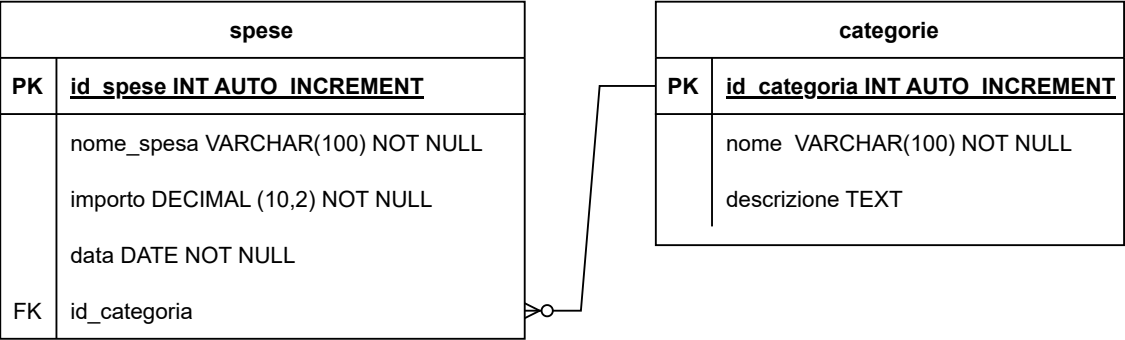 spese
PK id_spese INT AUTO_INCREMENT
nome_spesa VARCHAR(100) NOT NULL
importo DECIMAL (10,2) NOT NULL
data DATE NOT NULL
FK id_categoria
categorie
PK id_categoria INT AUTO_INCREMENT
nome  VARCHAR(100) NOT NULL
descrizione TEXT